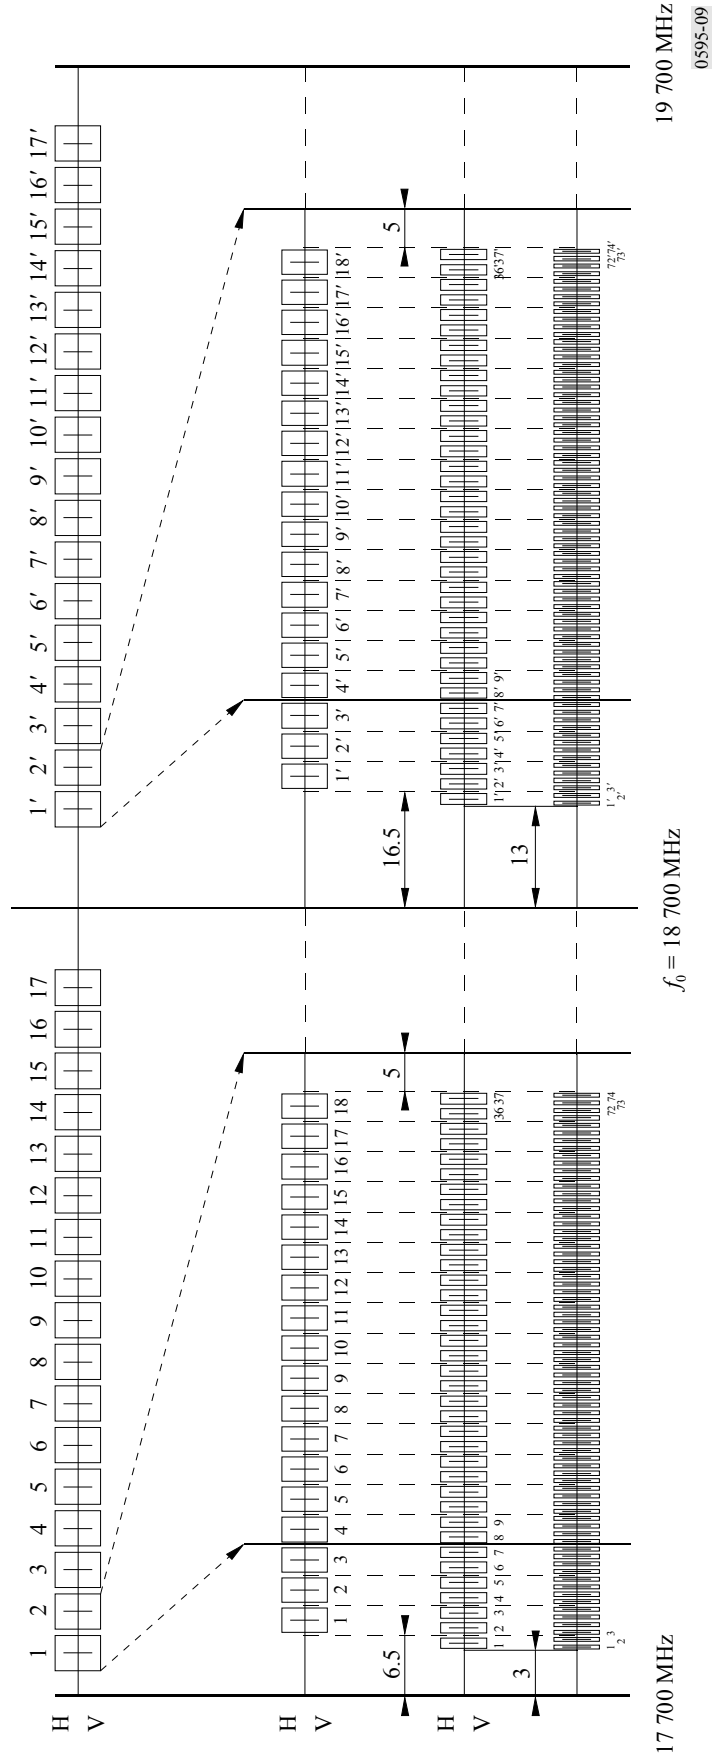 1 2 3 4 5 6 7 8 9 10 11 12 13 14 15 16 17 1′ 2′ 3′ 4′ 5′ 6′ 7′ 8′ 9′ 10′ 11′ 12′ 13′ 14′ 15′ 16′ 17′
H
V
H
V
1 2 3 4 5 6 7 8 9 10 11 12 13 14 15 16 17 18 1′ 2′ 3′ 4′ 5′ 6′ 7′ 8′ 9′ 10′ 11′ 12′ 13′ 14′ 15′ 16′ 17′ 18′
6.5 5 16.5 5
H
V
1 2 3 4 5 6 7 8 9 36 37 1′ 2′ 3′ 4′ 5′ 6′ 7′ 8′ 9′ 36′ 37′
3 13
1 3 72 74 1′ 3′ 72′ 74′
2 73 2′ 73′
17 700 MHz f₀ = 18 700 MHz 19 700 MHz
0595-09